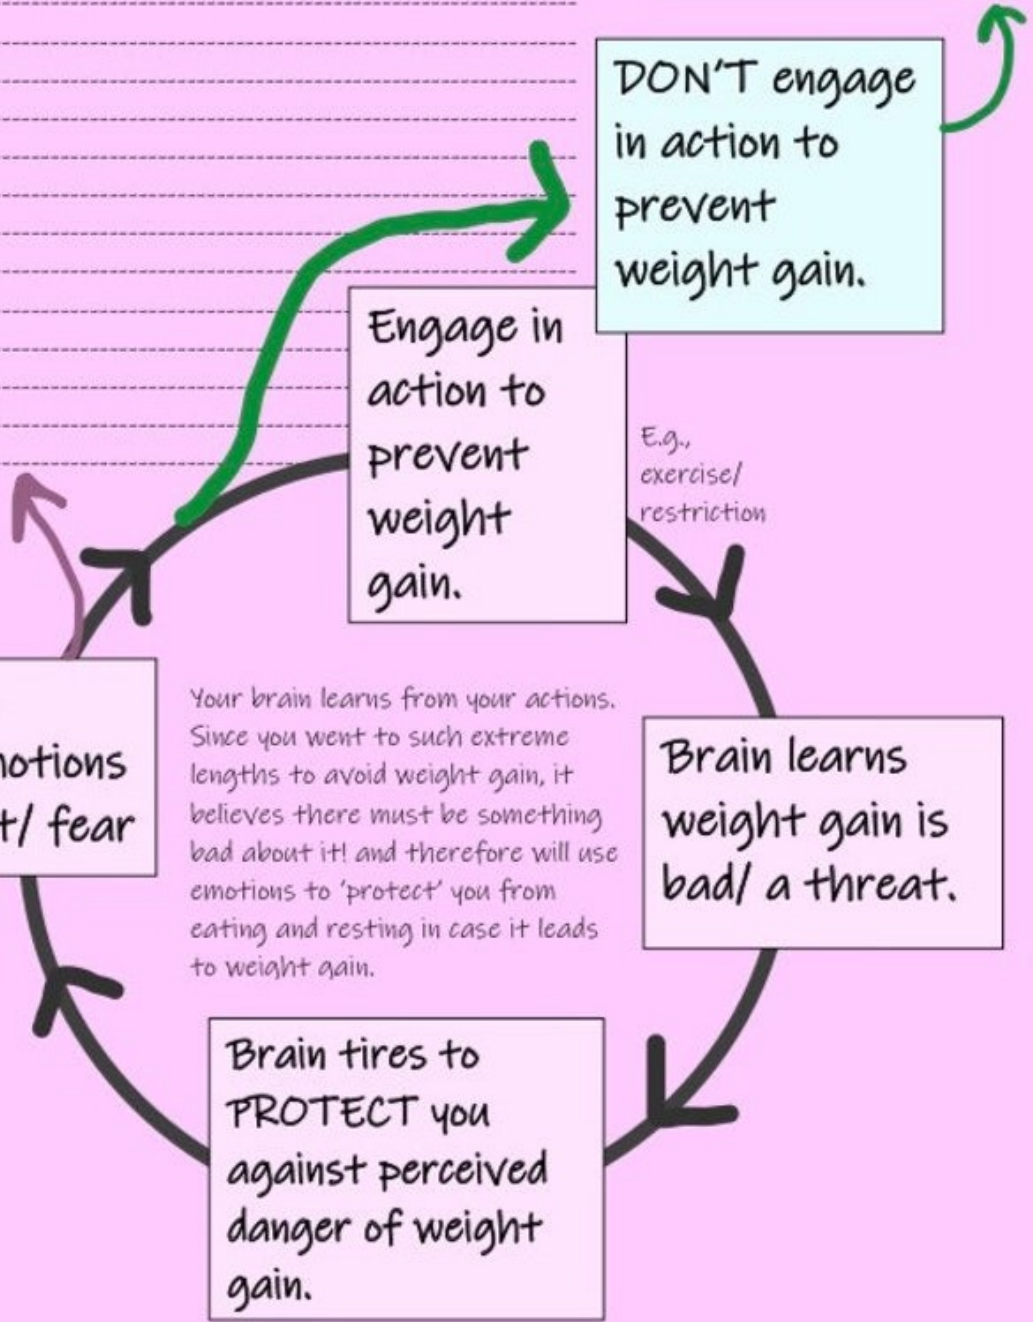 DON'T engage
in action to
prevent
weight gain.
Engage in
action to
prevent
weight
gain.
E.g.,
exercise/
restriction
Your brain learns from your actions.
Since you went to such extreme
lengths to avoid weight gain, it
believes there must be something
bad about it! and therefore will use
emotions to 'protect' you from
eating and resting in case it leads
to weight gain.
Brain learns
weight gain is
bad/ a threat.
Brain tires to
PROTECT you
against perceived
danger of weight
gain.
/ fear